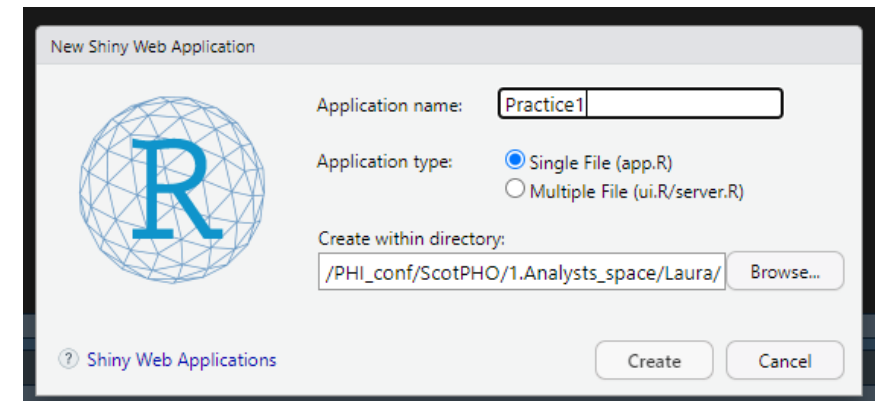 New Shiny Web Application
Application name: Practice1
R
Application type: Single File (app.R)
Multiple File (ui.R/server.R)
Create within directory:
/PHI_conf/ScotPHO/1.Analysts_space/Laura/ Browse...
? Shiny Web Applications Create Cancel